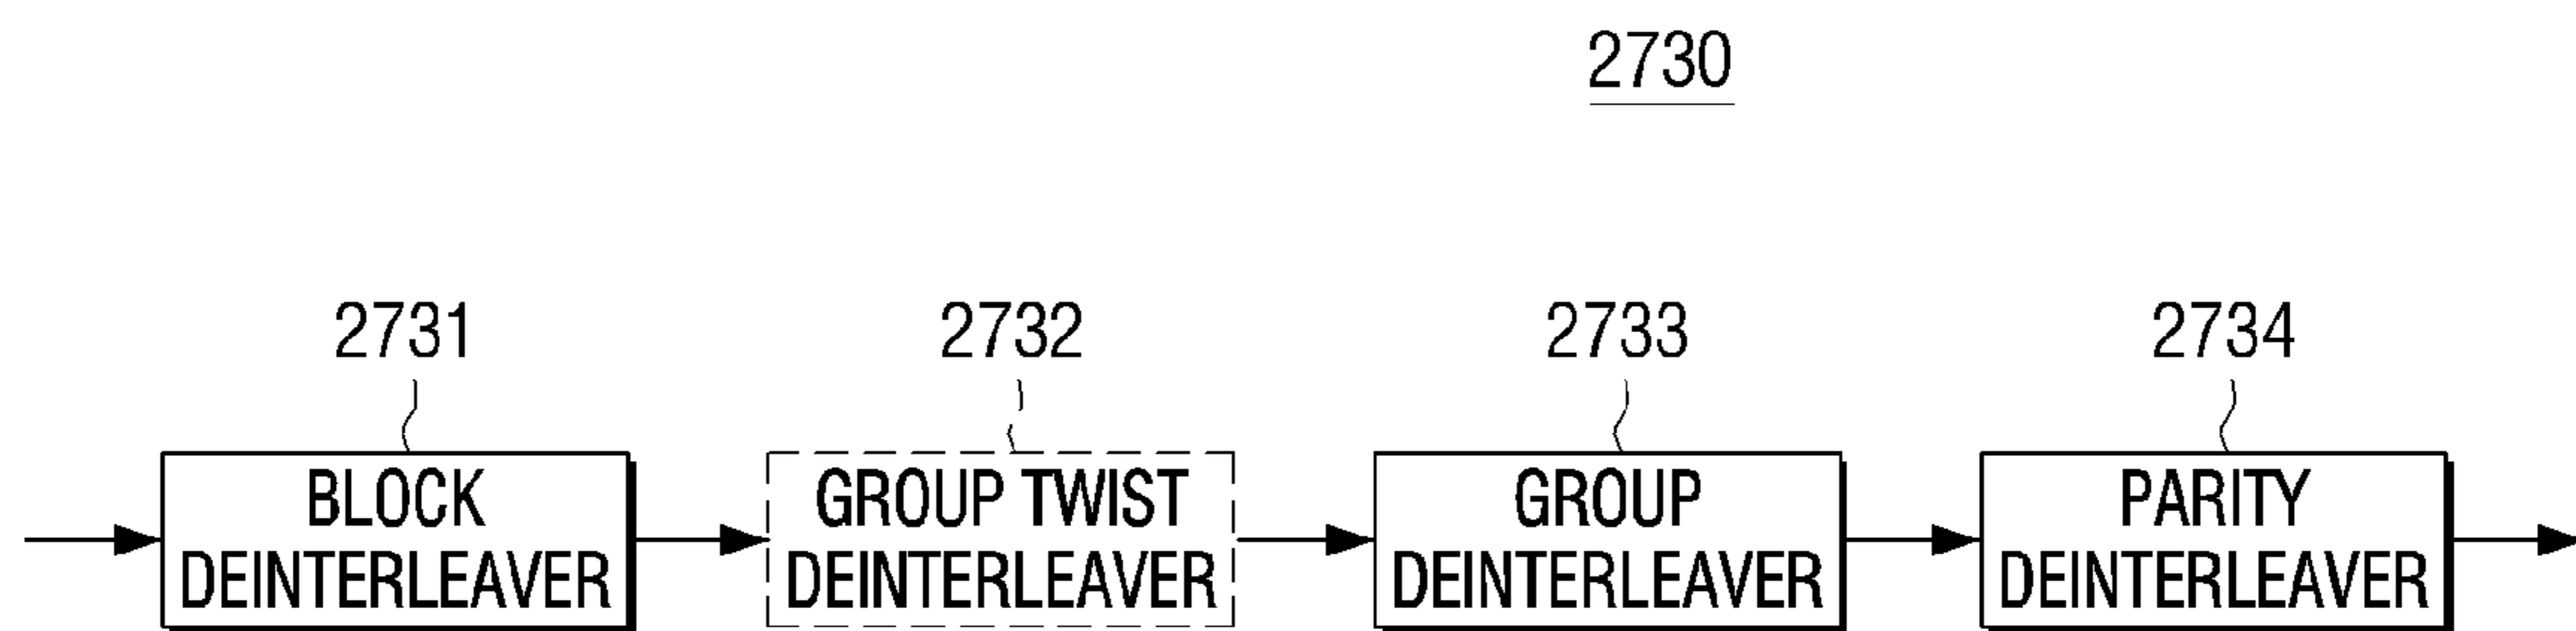 2730
2731
2732
2733
2734
BLOCK
DEINTERLEAVER
GROUP TWIST
DEINTERLEAVER
GROUP
DEINTERLEAVER
PARITY
DEINTERLEAVER